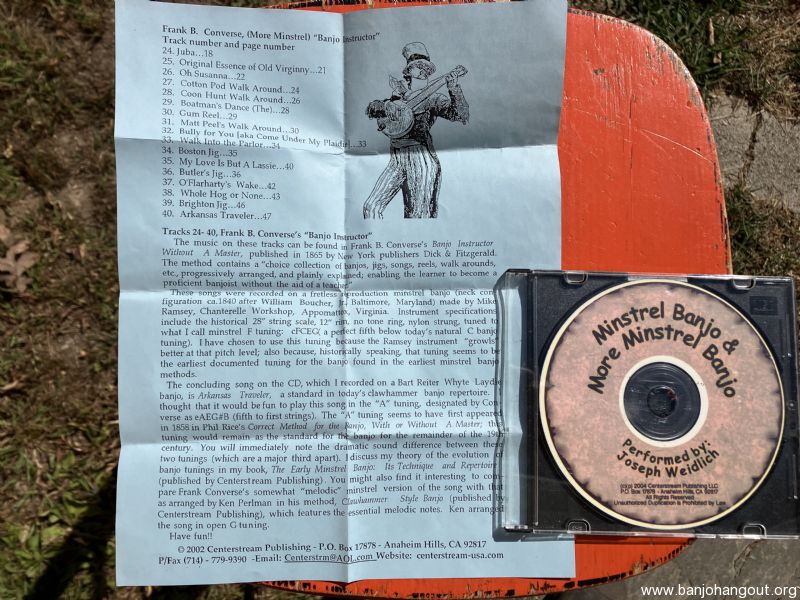 Frank B. Converse, (More Minstrel) "Banjo Instructor"
Track number and page number
24. Juba...18
25. Original Essence of Old Virginny...21
26. Oh Susanna...22
27. Cotton Pod Walk Around...24
28. Coon Hunt Walk Around...26
29. Boatman's Dance (The)...28
30. Gum Reel...29
31. Matt Peel's Walk Around...30
32. Bully for You [aka Come Under My Plaidie]...33
33. Walk Into the Parlor...34
34. Boston Jig...35
35. My Love Is But A Lassie...40
36. Butler's Jig...36
37. O'Flarharty's Wake...42
38. Whole Hog or None...43
39. Brighton Jig...46
40. Arkansas Traveler...47
Tracks 24- 40, Frank B. Converse's "Banjo Instructor"
The music on these tracks can be found in Frank B. Converse's Banjo Instructor
Without A Master, published in 1865 by New York publishers Dick & Fitzgerald.
The method contains a "choice collection of banjos, jigs, songs, reels, walk arounds,
etc., progressively arranged, and plainly explained; enabling the learner to become a
proficient banjoist without the aid of a teacher"
These songs were recorded on a fretless reproduction minstrel banjo (neck con-
figuration ca.1840 after William Boucher, Jr. Baltimore, Maryland) made by Mike
Ramsey, Chanterelle Workshop, Appomattox, Virginia. Instrument specifications
include the historical 28" string scale, 12" rim, no tone ring, nylon strung, tuned to
what I call minstrel F tuning: cFCEG( a perfect fifth below today's natural C banjo
tuning). I have chosen to use this tuning because the Ramsey instrument "growls"
better at that pitch level; also because, historically speaking, that tuning seems to be
the earliest documented tuning for the banjo found in the earliest minstrel banjo
methods.
The concluding song on the CD, which I recorded on a Bart Reiter Whyte Laydie
banjo, is Arkansas Traveler, a standard in today's clawhammer banjo repertoire. I
thought that it would be fun to play this song in the "A" tuning, designated by Con-
verse as eAEG#B (fifth to first strings). The "A" tuning seems to have first appeared
in 1858 in Phil Rice's Correct Method for the Banjo, With or Without A Master; this
tuning would remain as the standard for the banjo for the remainder of the 19th
century. You will immediately note the dramatic sound difference between these
two tunings (which are a major third apart). I discuss my theory of the evolution of
banjo tunings in my book, The Early Minstrel Banjo: Its Technique and Repertoire
(published by Centerstream Publishing). You might also find it interesting to com-
pare Frank Converse's somewhat "melodic" minstrel version of the song with that
as arranged by Ken Perlman in his method, Clawhammer Style Banjo (published by
Centerstream Publishing), which features the essential melodic notes. Ken arranged
the song in open G tuning.
Have fun!!
© 2002 Centerstream Publishing - P.O. Box 17878 - Anaheim Hills, CA 92817
P/Fax (714) - 779-9390 -Email: Centerstrm@AOL.com Website: centerstream-usa.com
Minstrel Banjo &
More Minstrel Banjo
Performed by:
Joseph Weidlich
(c)(p) 2004 Centerstream Publishing LLC
P.O. Box 17878 - Anaheim Hills, CA 92817
All Rights Reserved
Unauthorized Duplication is Prohibited by Law
www.banjohangout.org